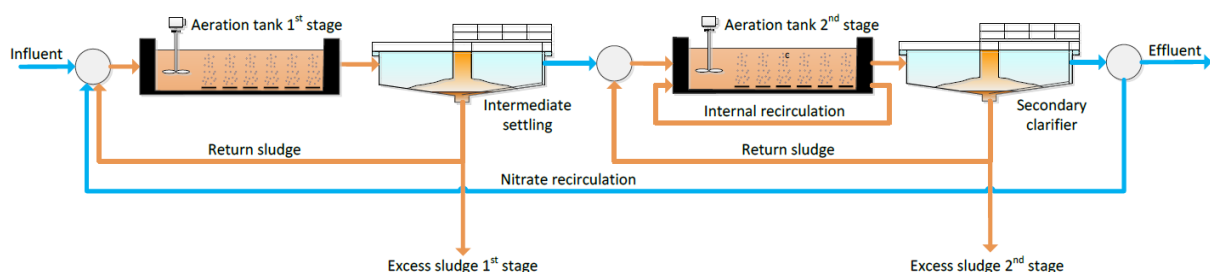 Aeration tank 1st stage
Aeration tank 2nd stage
Influent
Effluent
c
Intermediate
settling
Internal recirculation
Secondary
clarifier
Return sludge
Return sludge
Nitrate recirculation
Excess sludge 1st stage
Excess sludge 2nd stage